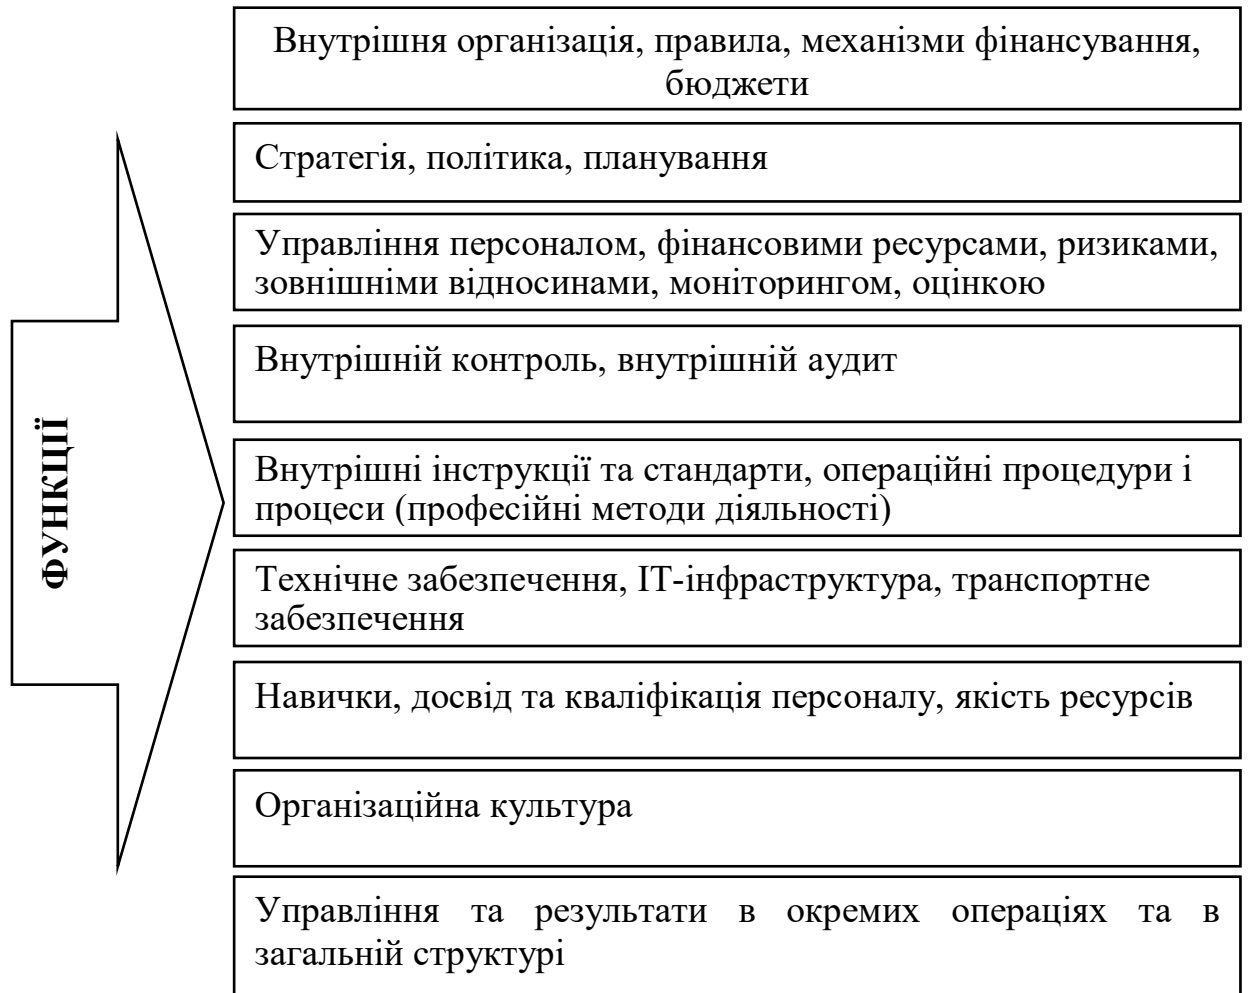 Внутрішня організація, правила, механізми фінансування,
бюджети
Стратегія, політика, планування
Управління персоналом, фінансовими ресурсами, ризиками,
зовнішніми відносинами, моніторингом, оцінкою
Внутрішній контроль, внутрішній аудит
ФУНКЦІЇ
Внутрішні інструкції та стандарти, операційні процедури і
процеси (професійні методи діяльності)
Технічне забезпечення, ІТ-інфраструктура, транспортне
забезпечення
Навички, досвід та кваліфікація персоналу, якість ресурсів
Організаційна культура
Управління та результати в окремих операціях та в
загальній структурі